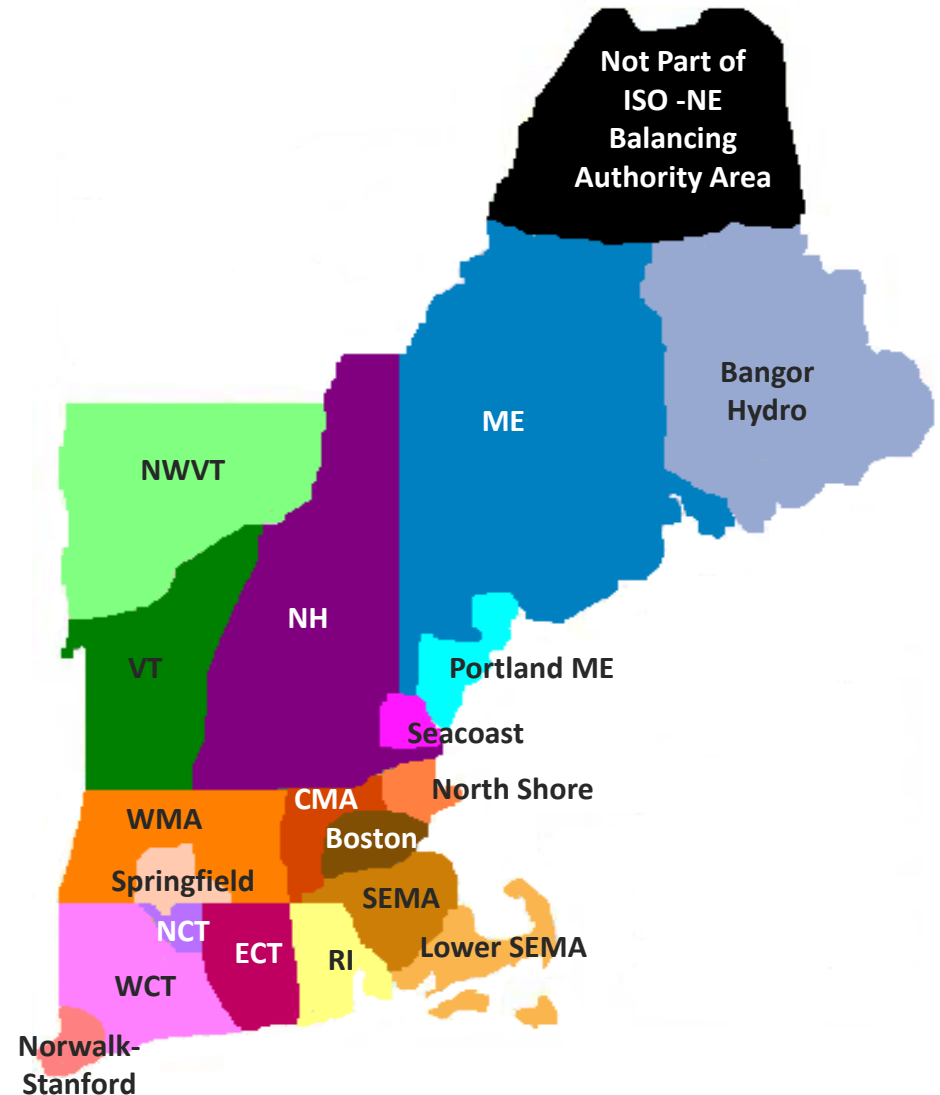 Not Part of
ISO -NE
Balancing
Authority Area
Bangor
Hydro
ME
NWVT
NH
VT
Portland ME
Seacoast
North Shore
CMA
WMA
Boston
Springfield
SEMA
NCT
Lower SEMA
ECT
RI
WCT
Norwalk-
Stanford